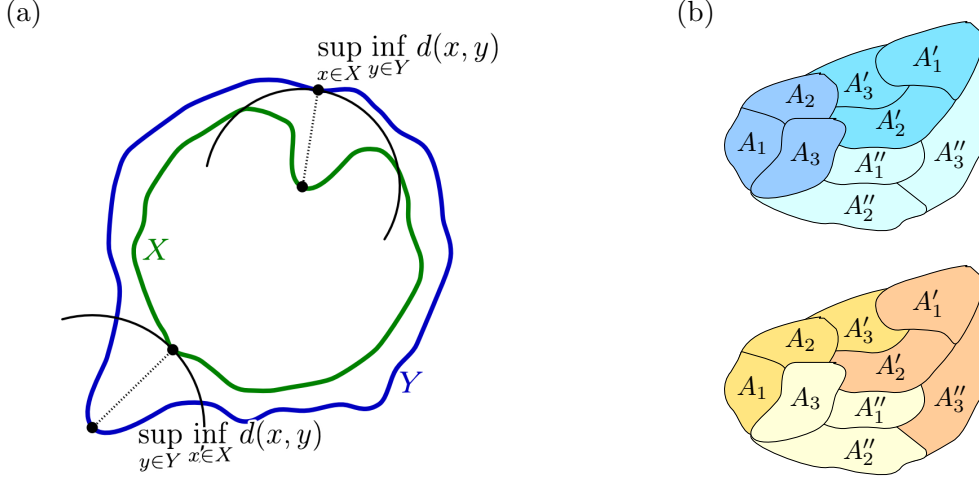 (a)
sup inf d(x, y)
x∈X y∈Y
X
Y
sup inf d(x, y)
y∈Y x∈X
(b)
A′₁
A₂ A′₃
A′₂
A₁ A₃ A″₁ A″₃
A″₂
A′₁
A₂ A′₃
A′₂
A₁ A₃ A″₁ A″₃
A″₂